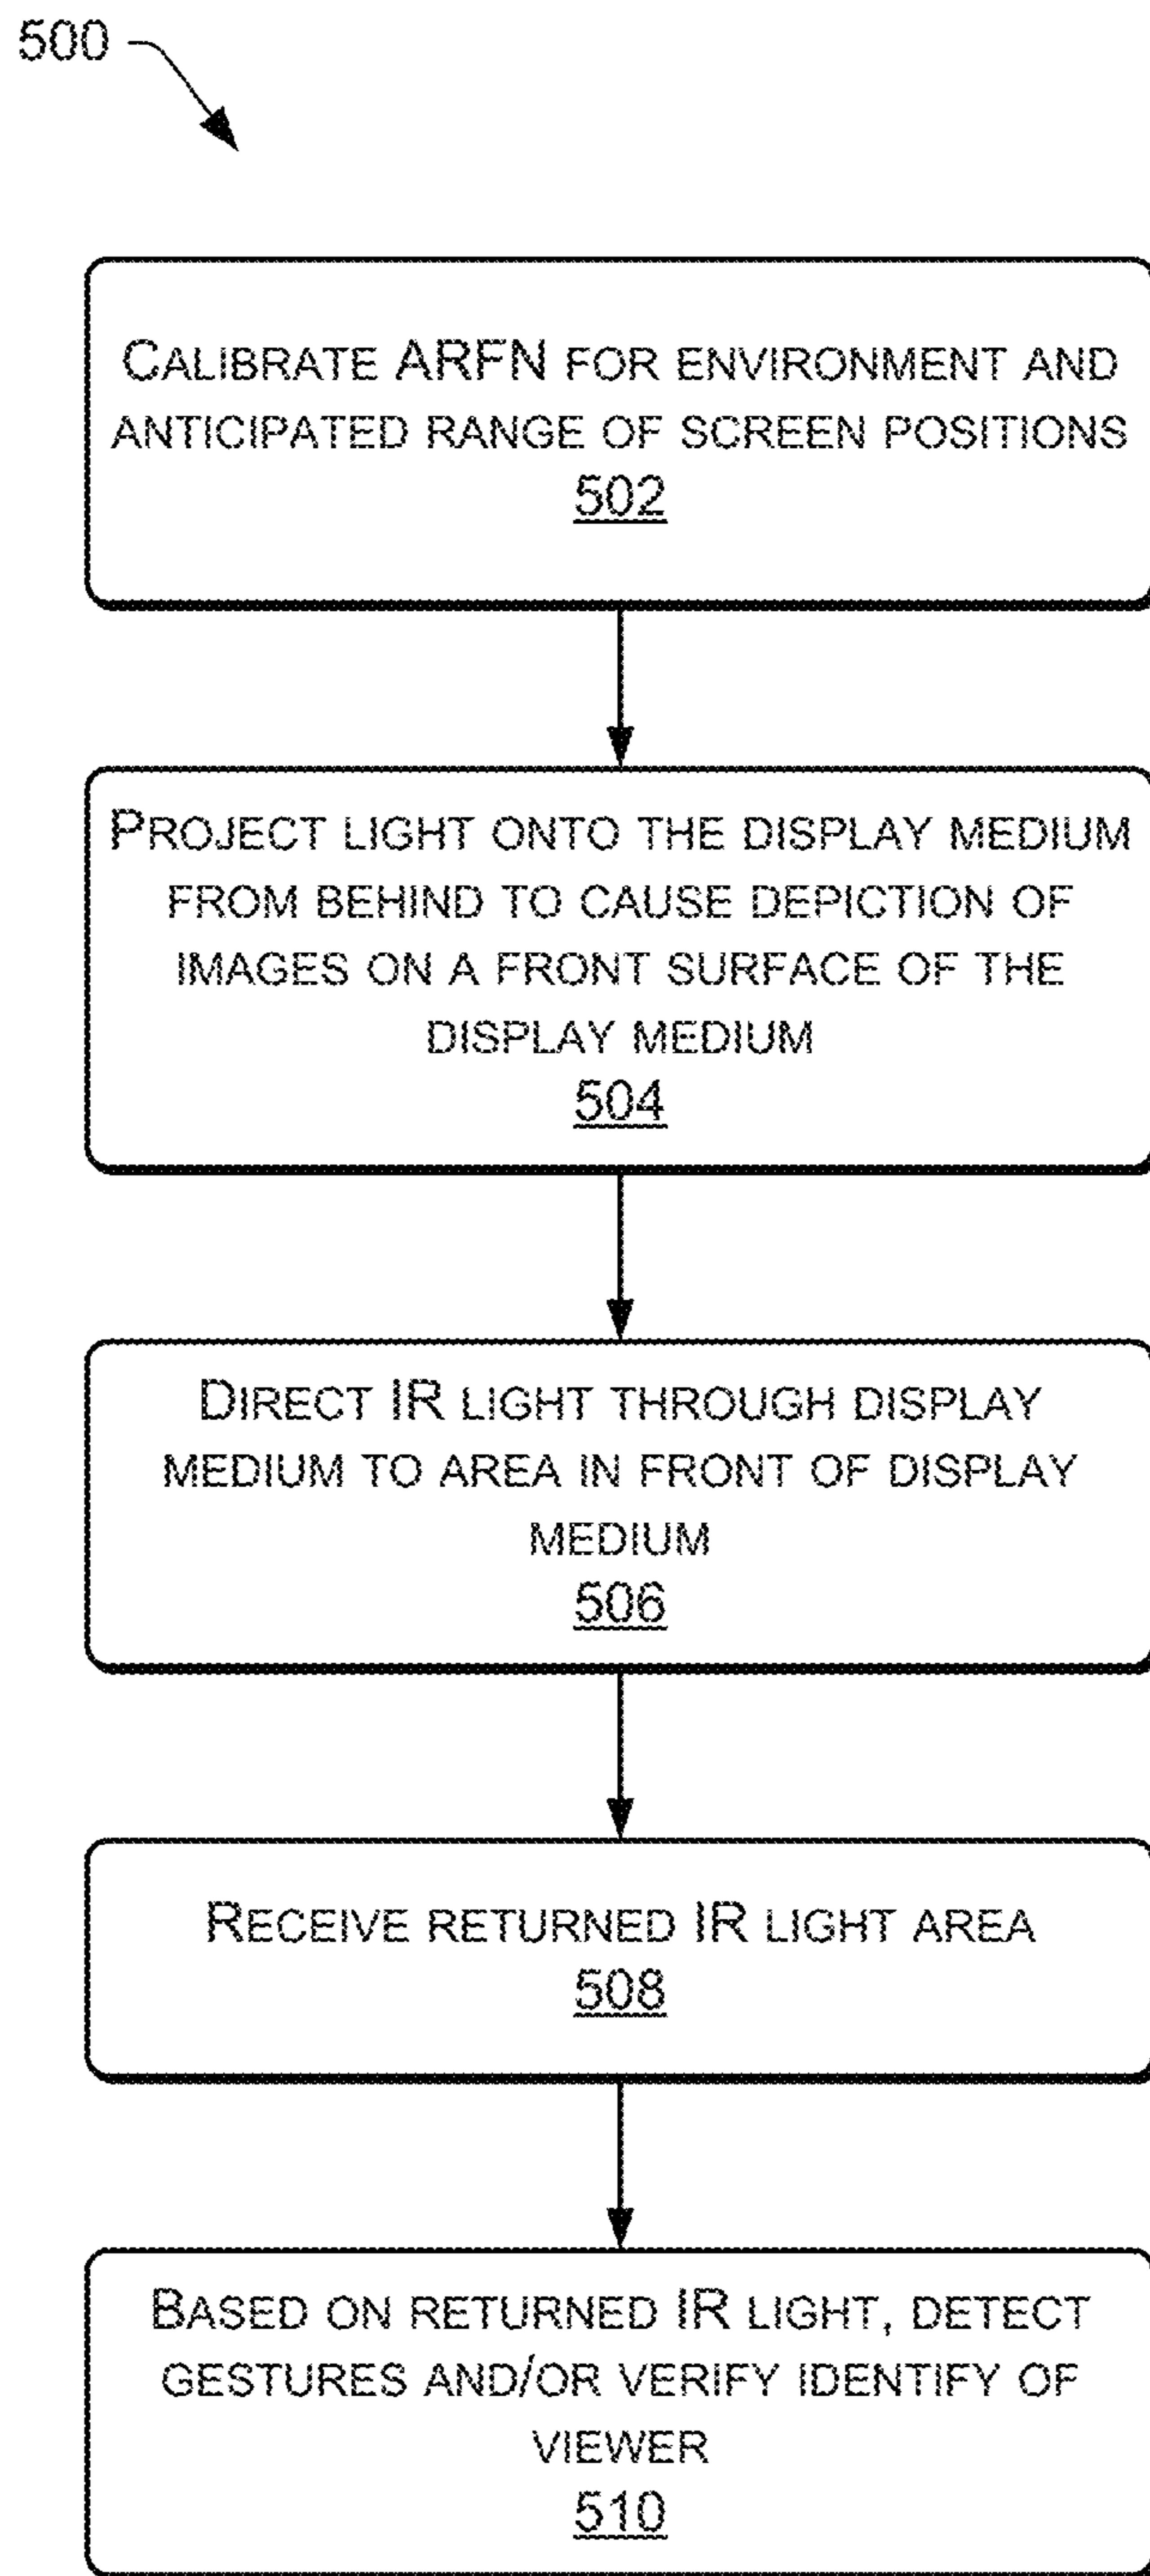 500
CALIBRATE ARFN FOR ENVIRONMENT AND
ANTICIPATED RANGE OF SCREEN POSITIONS
502
PROJECT LIGHT ONTO THE DISPLAY MEDIUM
FROM BEHIND TO CAUSE DEPICTION OF
IMAGES ON A FRONT SURFACE OF THE
DISPLAY MEDIUM
504
DIRECT IR LIGHT THROUGH DISPLAY
MEDIUM TO AREA IN FRONT OF DISPLAY
MEDIUM
506
RECEIVE RETURNED IR LIGHT AREA
508
BASED ON RETURNED IR LIGHT, DETECT
GESTURES AND/OR VERIFY IDENTIFY OF
VIEWER
510